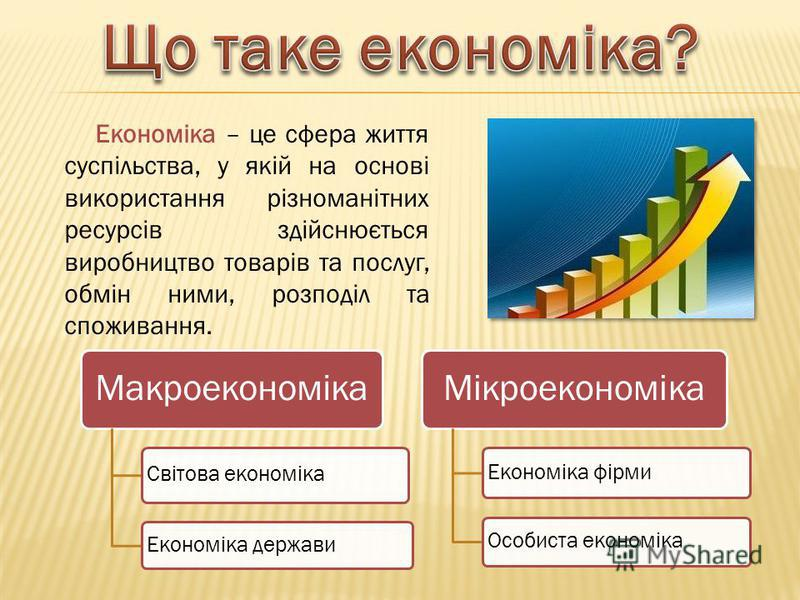 Що таке економіка?
Економіка – це сфера життя
суспільства, у якій на основі
використання різноманітних
ресурсів здійснюється
виробництво товарів та послуг,
обмін ними, розподіл та
споживання.
Макроекономіка
Світова економіка
Економіка держави
Мікроекономіка
Економіка фірми
Особиста економіка
MyShared